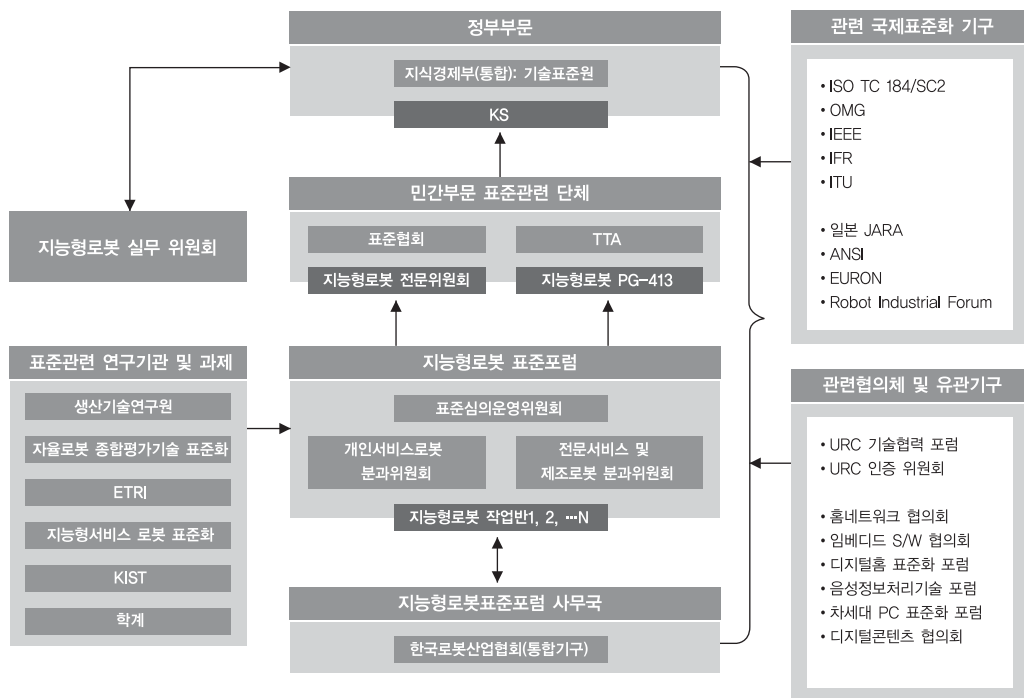 정부부문
지식경제부(통합): 기술표준원
KS
민간부문 표준관련 단체
표준협회
TTA
지능형로봇 전문위원회
지능형로봇 PG-413
지능형로봇 실무 위원회
표준관련 연구기관 및 과제
생산기술연구원
자율로봇 종합평가기술 표준화
ETRI
지능형서비스 로봇 표준화
KIST
학계
지능형로봇 표준포럼
표준심의운영위원회
개인서비스로봇
분과위원회
전문서비스 및
제조로봇 분과위원회
지능형로봇 작업반1, 2, ···N
지능형로봇표준포럼 사무국
한국로봇산업협회(통합기구)
관련 국제표준화 기구
• ISO TC 184/SC2
• OMG
• IEEE
• IFR
• ITU
• 일본 JARA
• ANSI
• EURON
• Robot Industrial Forum
관련협의체 및 유관기구
• URC 기술협력 포럼
• URC 인증 위원회
• 홈네트워크 협의회
• 임베디드 S/W 협의회
• 디지털홈 표준화 포럼
• 음성정보처리기술 포럼
• 차세대 PC 표준화 포럼
• 디지털콘텐츠 협의회